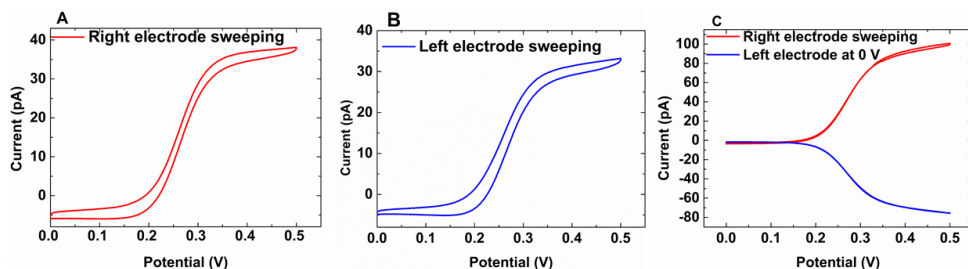 A
Right electrode sweeping
Current (pA)
40
30
20
10
0
0.0 0.1 0.2 0.3 0.4 0.5
Potential (V)
B
Left electrode sweeping
Current (pA)
40
30
20
10
0
0.0 0.1 0.2 0.3 0.4 0.5
Potential (V)
C
Right electrode sweeping
Left electrode at 0 V
Current (pA)
100
80
60
40
20
0
-20
-40
-60
-80
0.0 0.1 0.2 0.3 0.4 0.5
Potential (V)